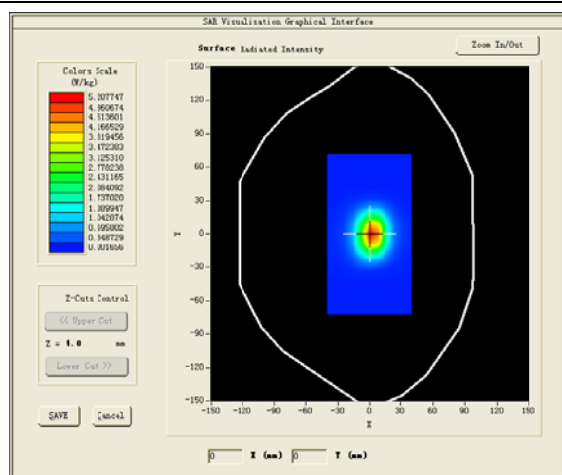 SAR Visualisation Graphical Interface
Surface Radiated Intensity
Zoom In/Out
Colors Scale
(W/kg)
5.207747
4.860674
4.513601
4.166529
3.819456
3.472383
3.125310
2.778238
2.431165
2.084092
1.737020
1.389947
1.042874
0.695802
0.348729
0.001656
Z-Cuts Control
<< Upper Cut
Z = 4.0 mm
Lower Cut >>
SAVE Cancel
150
120
90
60
30
0
-30
-60
-90
-120
-150
Y
-150 -120 -90 -60 -30 0 30 60 90 120 150
X
0 X (mm) 0 Y (mm)